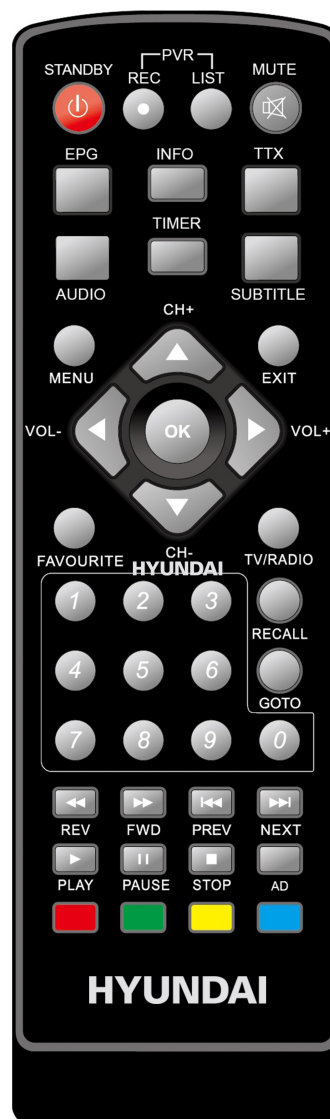 PVR
STANDBY REC LIST MUTE
EPG INFO TTX
TIMER
AUDIO SUBTITLE
CH+
MENU EXIT
VOL- OK VOL+
FAVOURITE CH- TV/RADIO
HYUNDAI
1 2 3
RECALL
4 5 6
GOTO
7 8 9 0
REV FWD PREV NEXT
PLAY PAUSE STOP AD
HYUNDAI